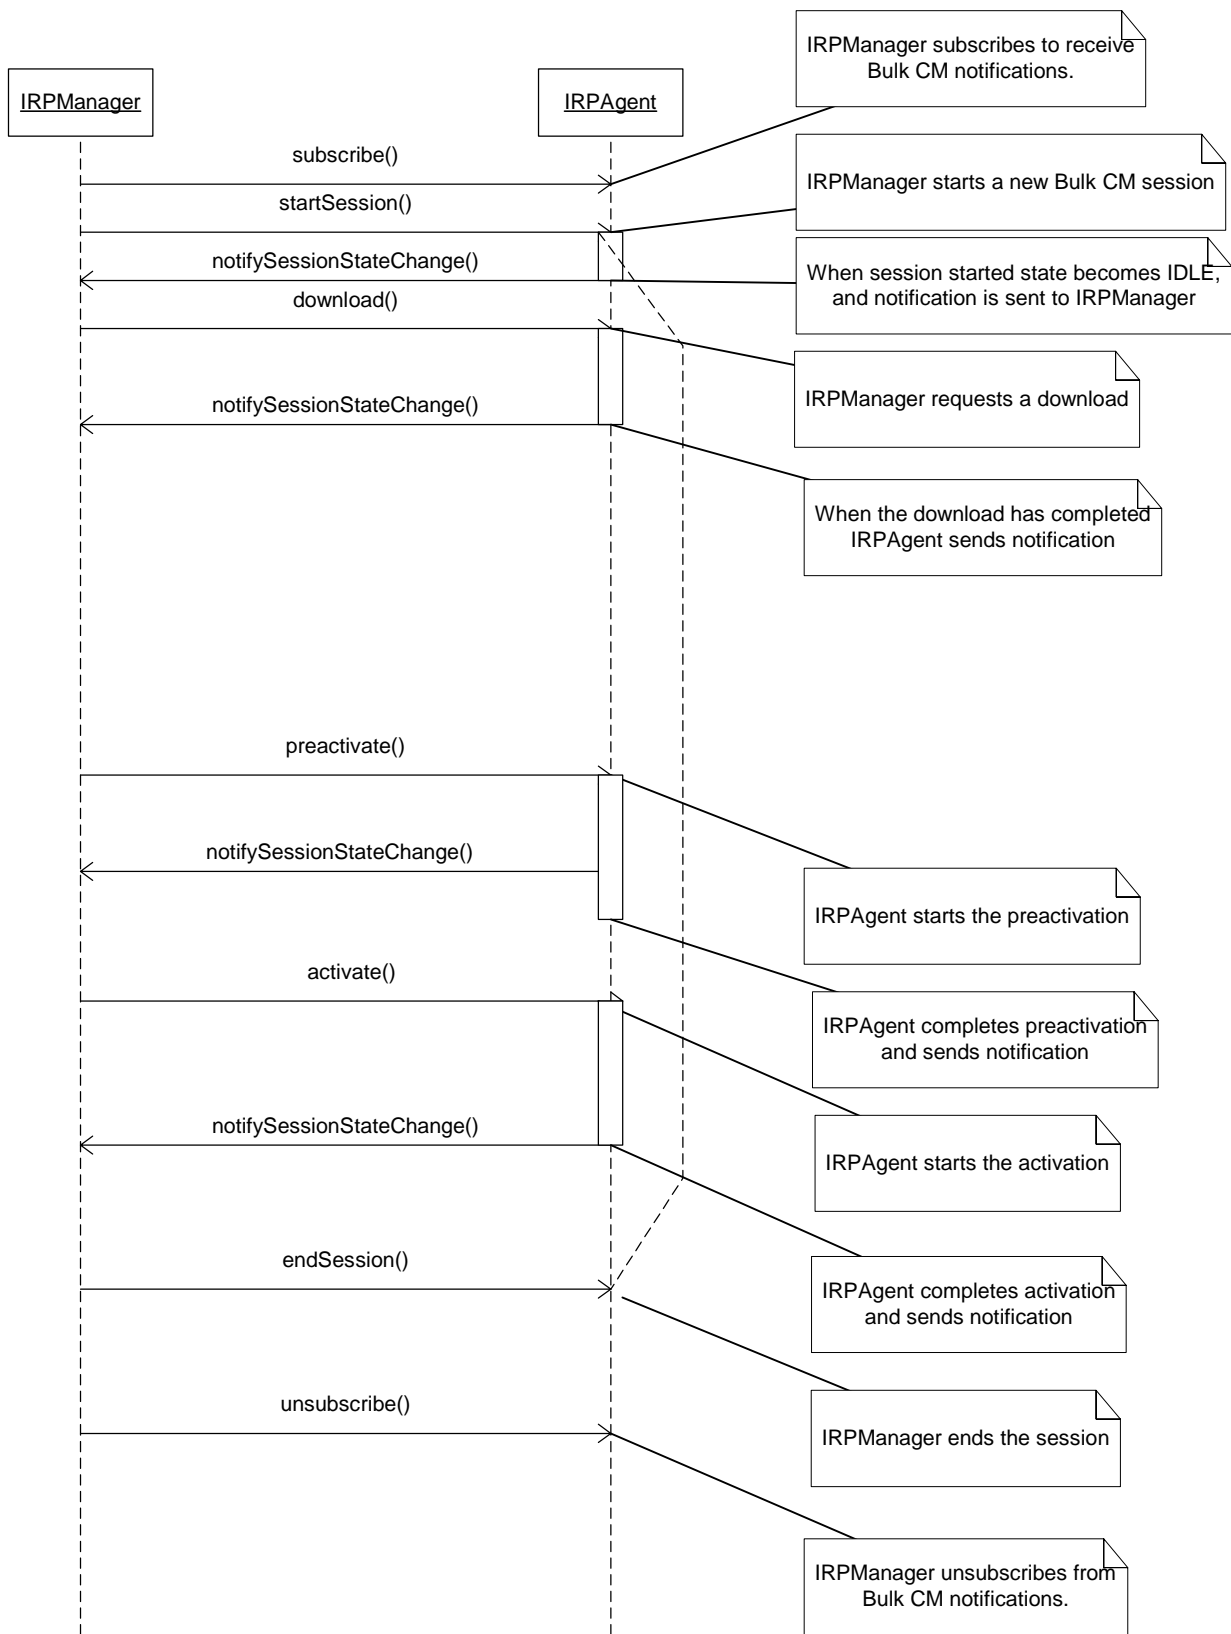 IRPManager subscribes to receive
Bulk CM notifications.
IRPManager
IRPAgent
subscribe()
IRPManager starts a new Bulk CM session
startSession()
notifySessionStateChange()
When session started state becomes IDLE,
and notification is sent to IRPManager
download()
IRPManager requests a download
notifySessionStateChange()
When the download has completed
IRPAgent sends notification
preactivate()
notifySessionStateChange()
IRPAgent starts the preactivation
activate()
IRPAgent completes preactivation
and sends notification
notifySessionStateChange()
IRPAgent starts the activation
endSession()
IRPAgent completes activation
and sends notification
unsubscribe()
IRPManager ends the session
IRPManager unsubscribes from
Bulk CM notifications.